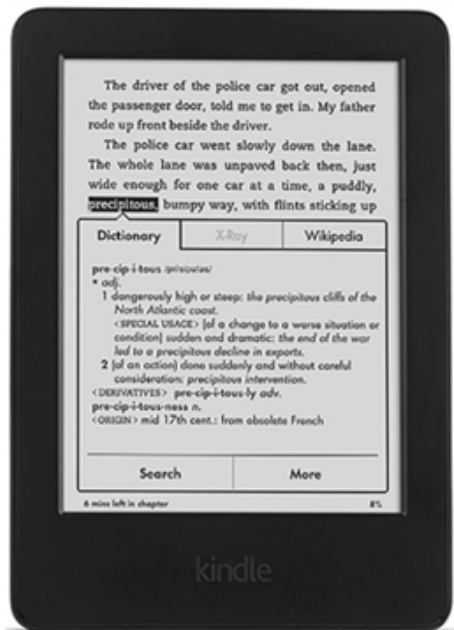 The driver of the police car got out, opened
the passenger door, told me to get in. My father
rode up front beside the driver.
The police car went slowly down the lane.
The whole lane was unpaved back then, just
wide enough for one car at a time, a puddly,
precipitous, bumpy way, with flints sticking up
Dictionary X-Ray Wikipedia
pre·cip·i·tous
• adj.
1 dangerously high or steep: the precipitous cliffs of the
North Atlantic coast.
<SPECIAL USAGE> (of a change to a worse situation or
condition) sudden and dramatic: the end of the war
led to a precipitous decline in exports.
2 (of an action) done suddenly and without careful
consideration: precipitous intervention.
<DERIVATIVES> pre·cip·i·tous·ly adv.
pre·cip·i·tous·ness n.
<ORIGIN> mid 17th cent.: from obsolete French
Search More
6 mins left in chapter 8%
kindle